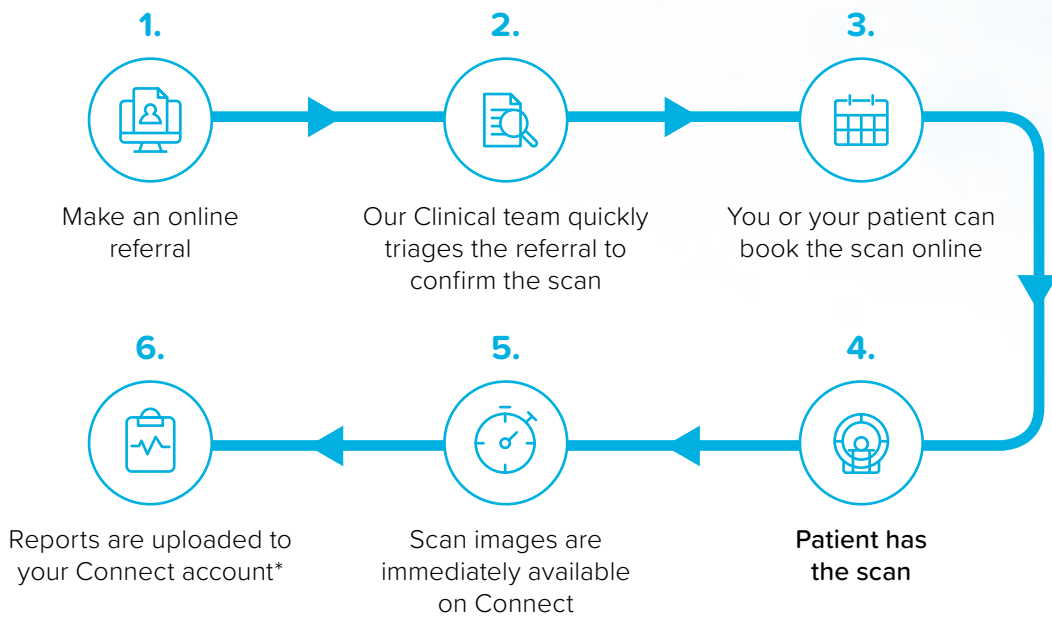 1.
Make an online
referral
2.
Our Clinical team quickly
triages the referral to
confirm the scan
3.
You or your patient can
book the scan online
4.
Patient has
the scan
5.
Scan images are
immediately available
on Connect
6.
Reports are uploaded to
your Connect account*